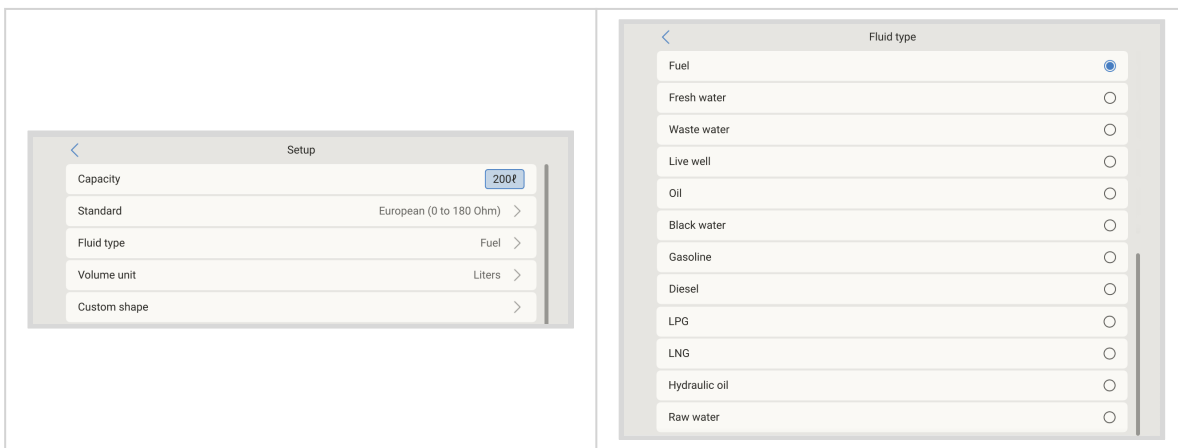 Setup
Capacity 200ℓ
Standard European (0 to 180 Ohm)
Fluid type Fuel
Volume unit Liters
Custom shape
Fluid type
Fuel
Fresh water
Waste water
Live well
Oil
Black water
Gasoline
Diesel
LPG
LNG
Hydraulic oil
Raw water